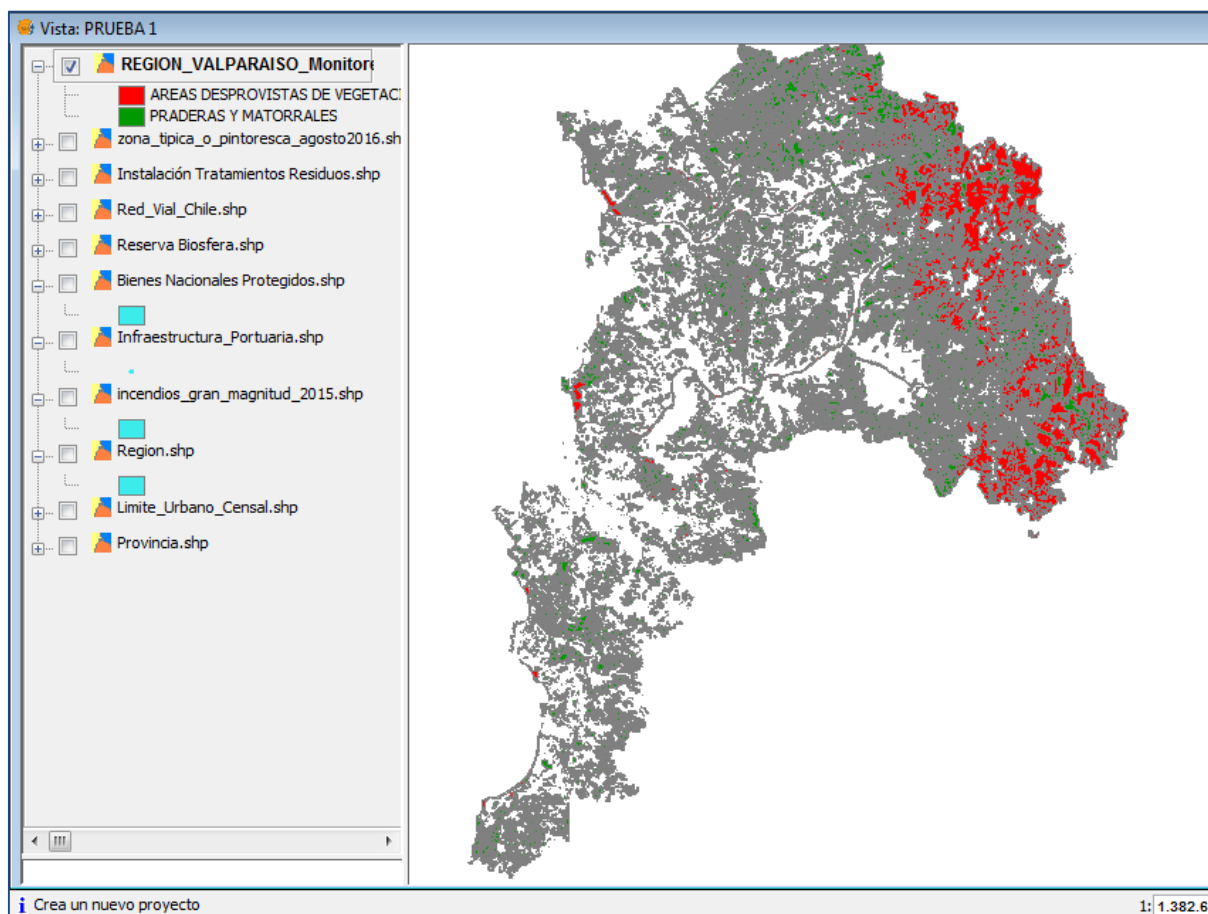 Vista: PRUEBA 1
REGION_VALPARAISO_Monitore
AREAS DESPROVISTAS DE VEGETAC
PRADERAS Y MATORRALES
zona_tipica_o_pintoresca_agosto2016.sh
Instalación Tratamientos Residuos.shp
Red_Vial_Chile.shp
Reserva Biosfera.shp
Bienes Nacionales Protegidos.shp
Infraestructura_Portuaria.shp
incendios_gran_magnitud_2015.shp
Region.shp
Limite_Urbano_Censal.shp
Provincia.shp
Crea un nuevo proyecto
1: 1.382.6